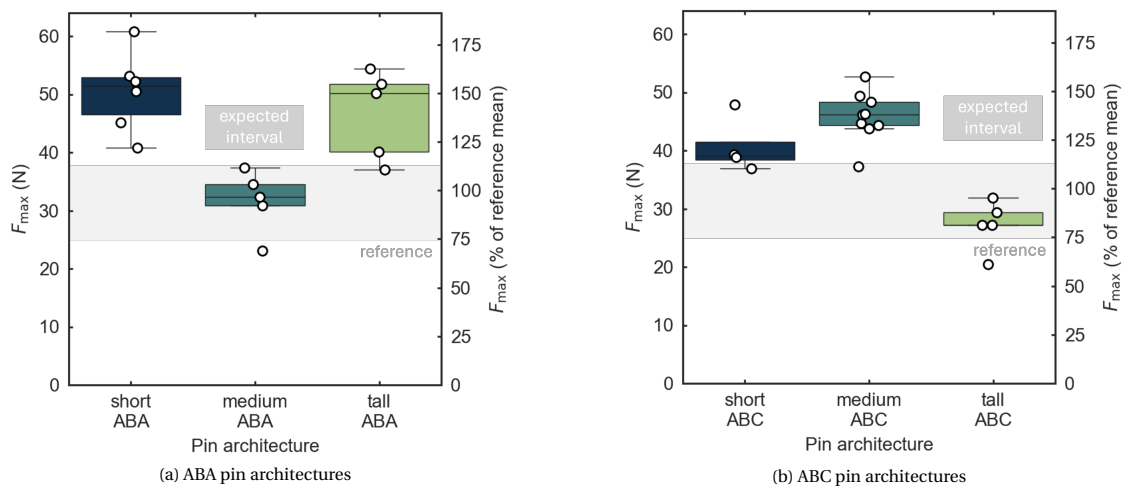 60
50
40
30
20
10
0
F_max (N)
expected
interval
reference
175
150
125
100
75
50
25
0
F_max (% of reference mean)
short
ABA
medium
ABA
tall
ABA
Pin architecture
(a) ABA pin architectures
60
50
40
30
20
10
0
F_max (N)
expected
interval
reference
175
150
125
100
75
50
25
0
F_max (% of reference mean)
short
ABC
medium
ABC
tall
ABC
Pin architecture
(b) ABC pin architectures